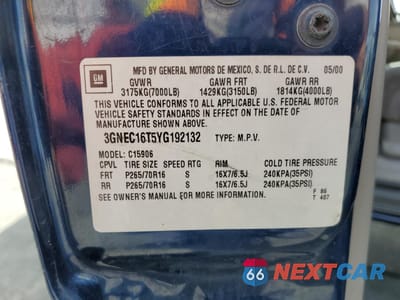 GM
MFD BY GENERAL MOTORS DE MEXICO, S. DE R.L. DE C.V. 05/00
GVWR GAWR FRT GAWR RR
3175KG(7000LB) 1429KG(3150LB) 1814KG(4000LB)
THIS VEHICLE CONFORMS TO ALL APPLICABLE U.S. FEDERAL MOTOR
VEHICLE SAFETY STANDARDS IN EFFECT ON THE DATE OF
MANUFACTURE SHOWN ABOVE.
3GNEC16T5YG192132 TYPE: M.P.V.
MODEL: C15906
CPVL TIRE SIZE SPEED RTG RIM COLD TIRE PRESSURE
FRT P265/70R16 S 16X7/6.5J 240KPA(35PSI)
RR P265/70R16 S 16X7/6.5J 240KPA(35PSI)
SEE OWNER'S MANUAL FOR MORE INFORMATION.
F 86
T 407
66 NEXTCAR